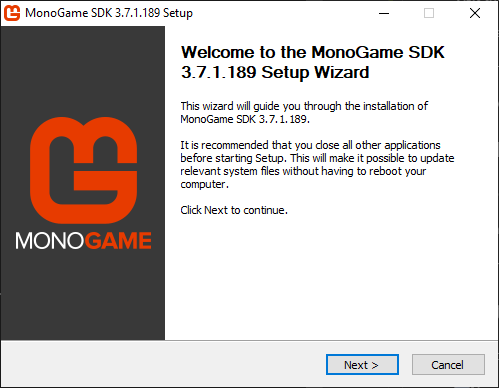 MonoGame SDK 3.7.1.189 Setup
Welcome to the MonoGame SDK
3.7.1.189 Setup Wizard
This wizard will guide you through the installation of
MonoGame SDK 3.7.1.189.
It is recommended that you close all other applications
before starting Setup. This will make it possible to update
relevant system files without having to reboot your
computer.
Click Next to continue.
MONOGAME
Next >
Cancel